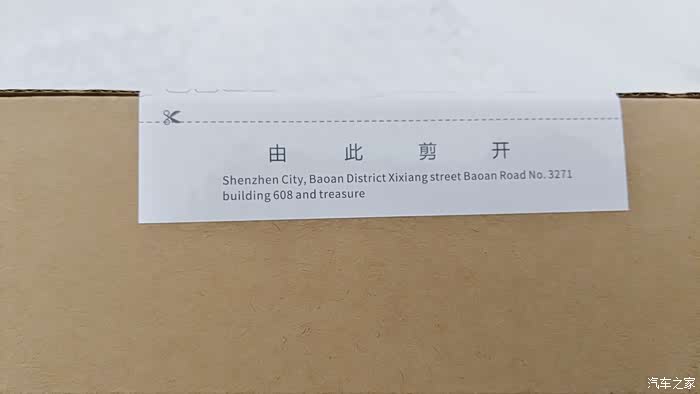 由此剪开
Shenzhen City, Baoan District Xixiang street Baoan Road No. 3271
building 608 and treasure
汽车之家